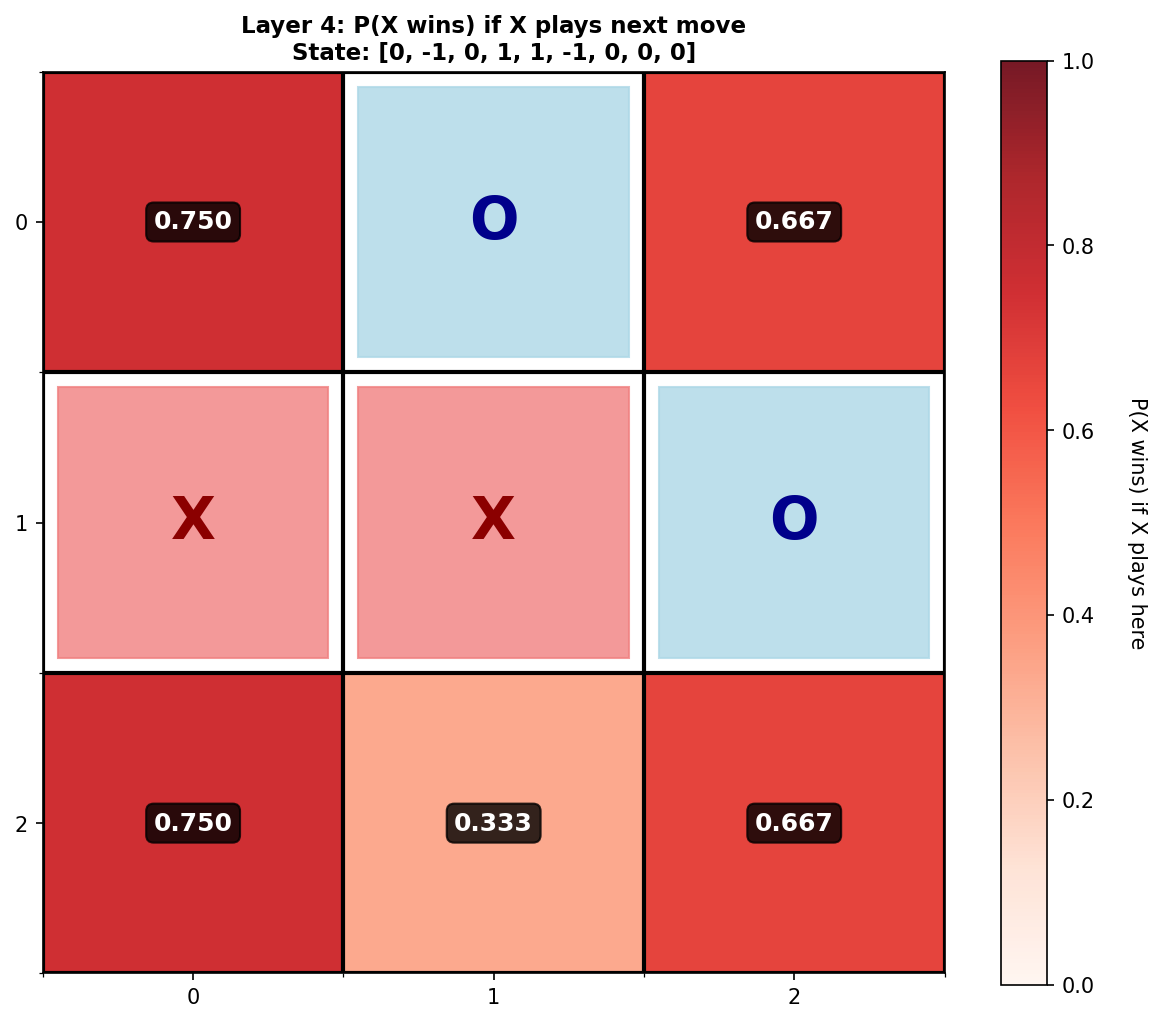 Layer 4: P(X wins) if X plays next move
State: [0, -1, 0, 1, 1, -1, 0, 0, 0]
0.750 O 0.667
X X O
0.750 0.333 0.667
0
1
2
0 1 2
1.0
0.8
0.6
0.4
0.2
0.0
P(X wins) if X plays here